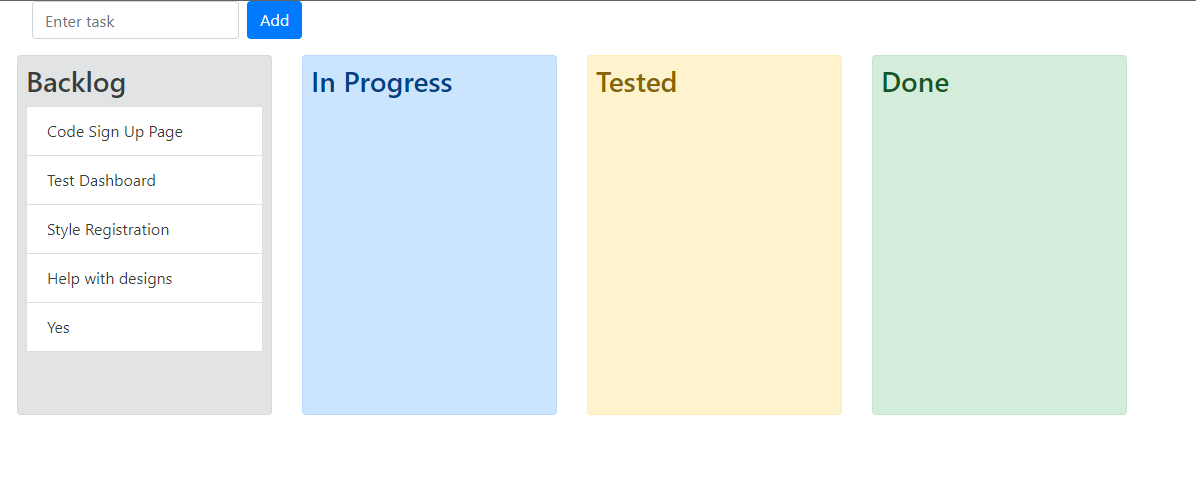 Enter task
Add
Backlog
Code Sign Up Page
Test Dashboard
Style Registration
Help with designs
Yes
In Progress
Tested
Done